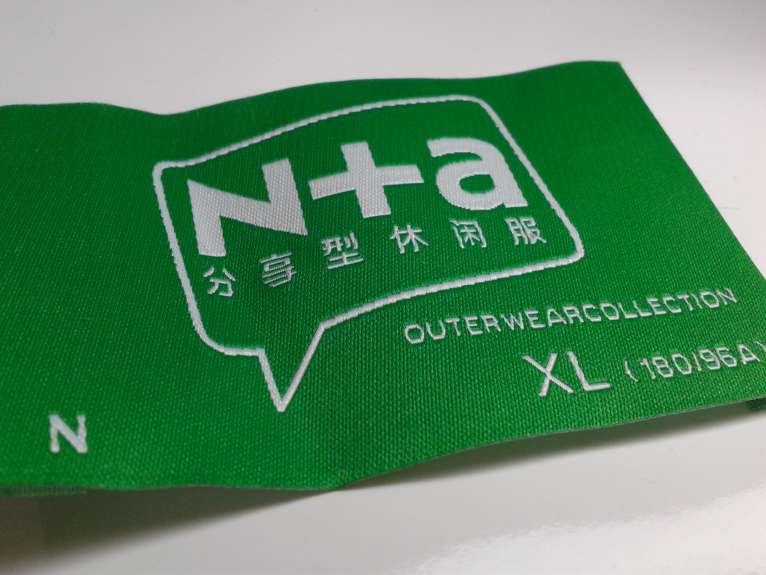 N+a
分享型休闲服
OUTERWEARCOLLECTION
XL (180/96A)
N